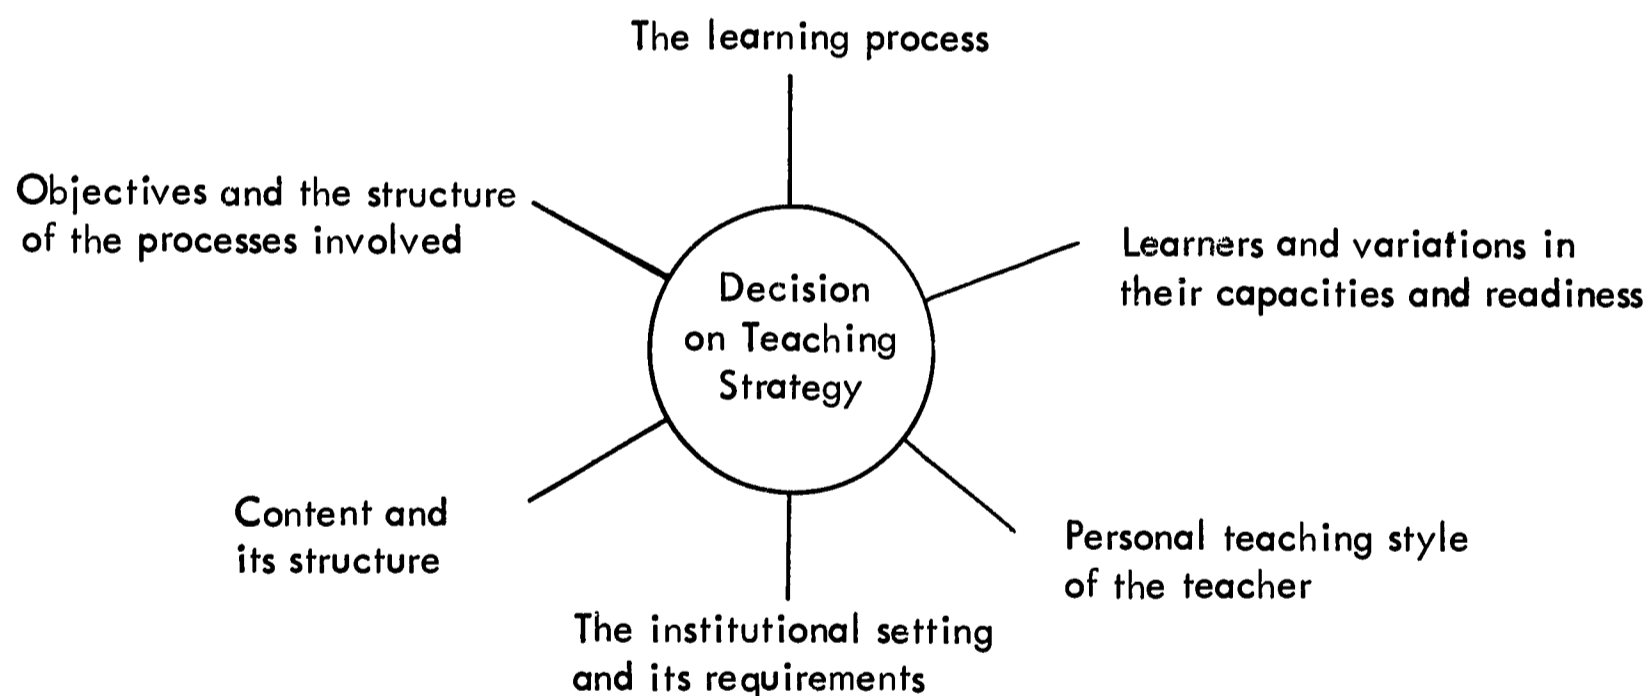 The learning process
Objectives and the structure
of the processes involved
Learners and variations in
their capacities and readiness
Decision
on Teaching
Strategy
Content and
its structure
Personal teaching style
of the teacher
The institutional setting
and its requirements